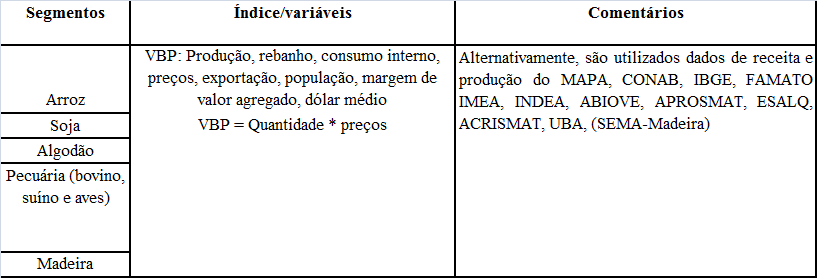 Segmentos
Índice/variáveis
Comentários
Arroz
Soja
Algodão
Pecuária (bovino,
suíno e aves)
Madeira
VBP: Produção, rebanho, consumo interno,
preços, exportação, população, margem de
valor agregado, dólar médio
VBP = Quantidade * preços
Alternativamente, são utilizados dados de receita e
produção do MAPA, CONAB, IBGE, FAMATO
IMEA, INDEA, ABIOVE, APROSMAT, ESALQ,
ACRISMAT, UBA, (SEMA-Madeira)